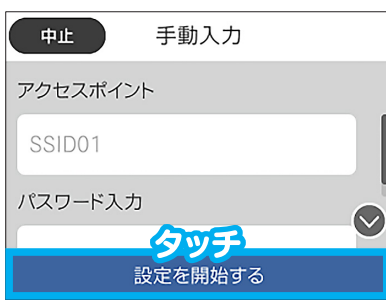 中止 手動入力
アクセスポイント
SSID01
パスワード入力
タッチ
設定を開始する